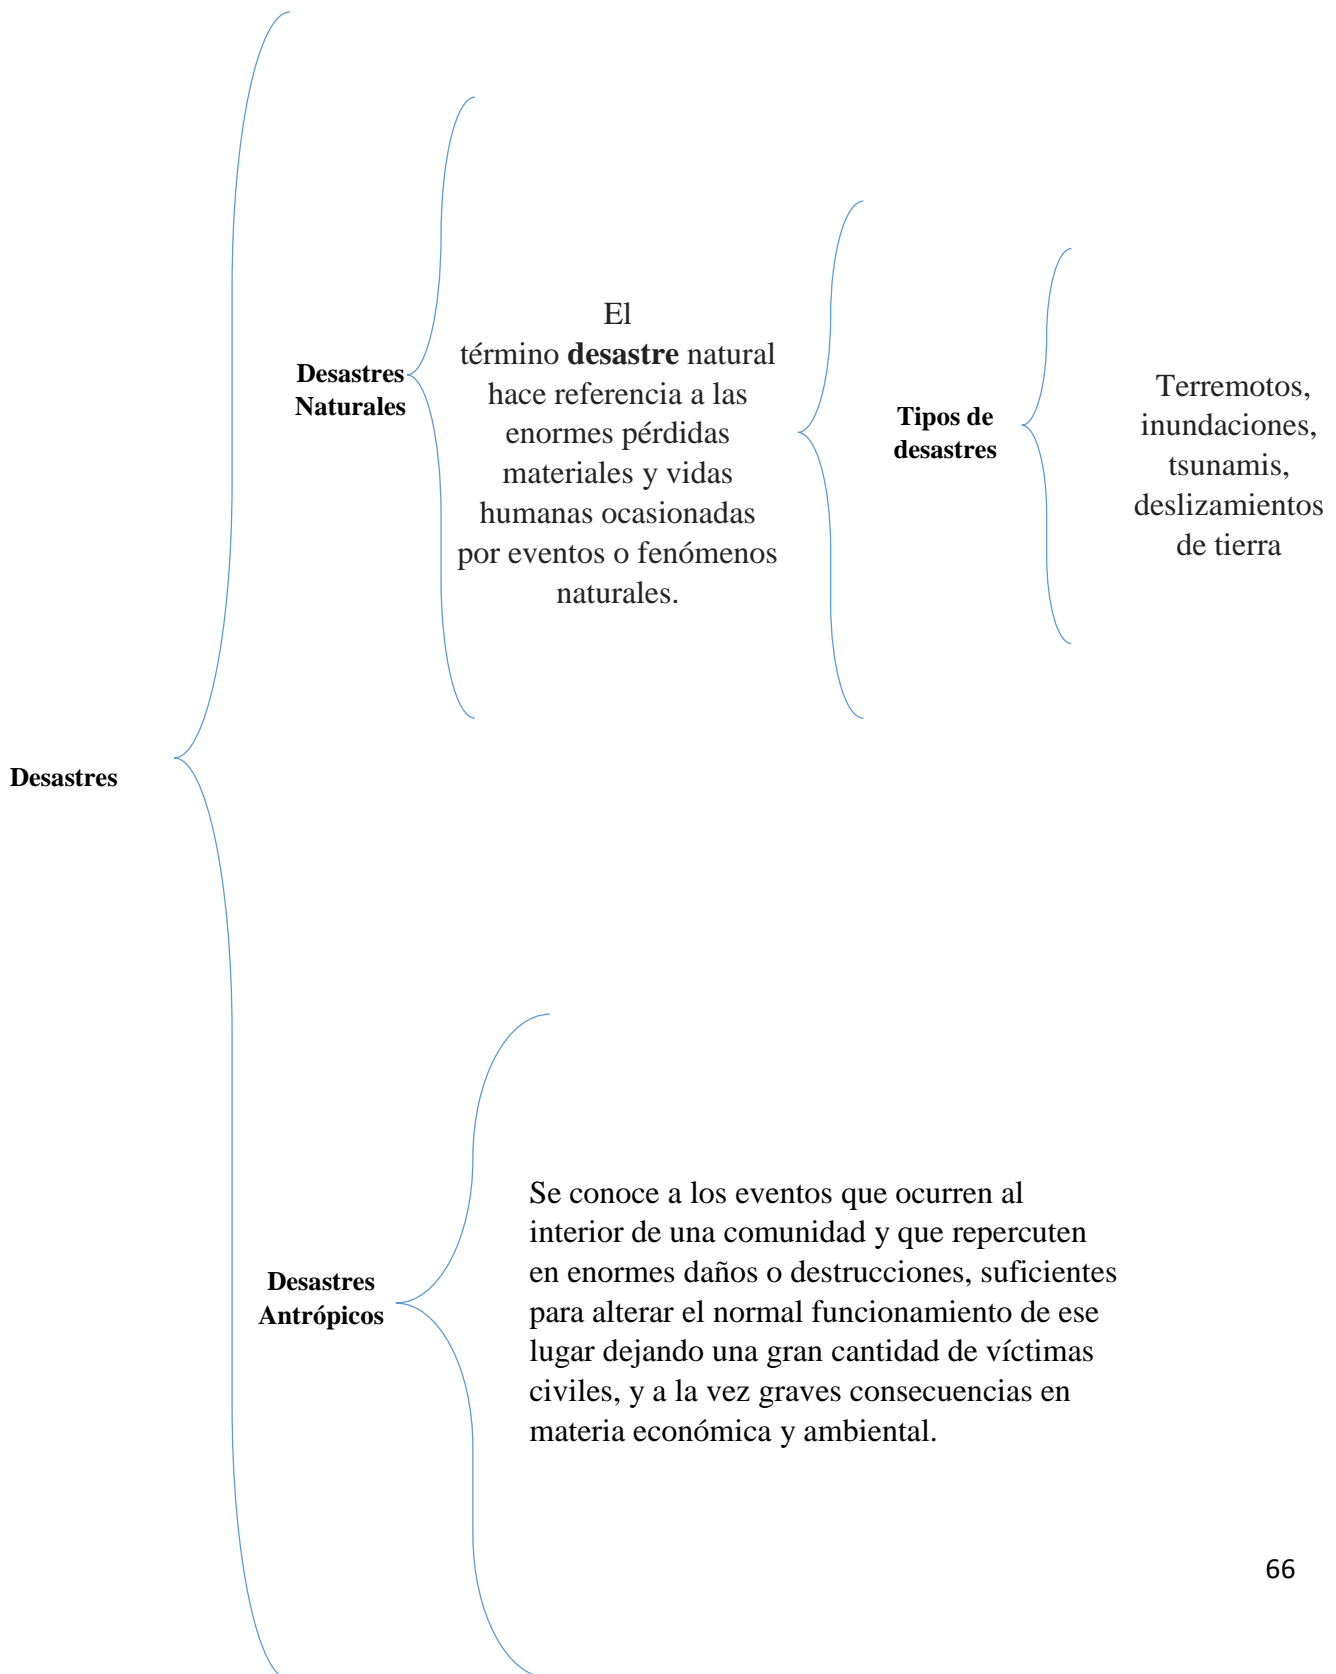 Desastres
Desastres
Naturales
El
término desastre natural
hace referencia a las
enormes pérdidas
materiales y vidas
humanas ocasionadas
por eventos o fenómenos
naturales.
Tipos de
desastres
Terremotos,
inundaciones,
tsunamis,
deslizamientos
de tierra
Desastres
Antrópicos
Se conoce a los eventos que ocurren al
interior de una comunidad y que repercuten
en enormes daños o destrucciones, suficientes
para alterar el normal funcionamiento de ese
lugar dejando una gran cantidad de víctimas
civiles, y a la vez graves consecuencias en
materia económica y ambiental.
66